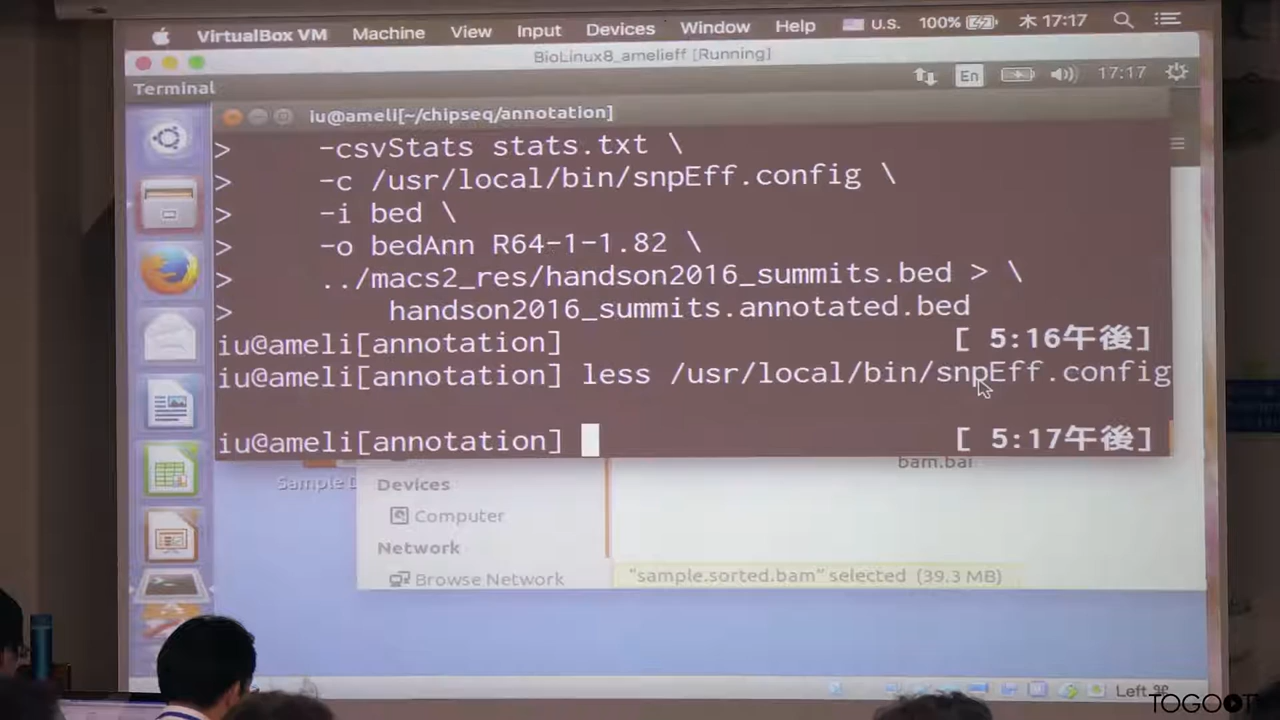 VirtualBox VM Machine View Input Devices Window Help U.S. 100% 木 17:17
BioLinux8_amelieff [Running]
Terminal En 17:17
iu@ameli[~/chipseq/annotation]
> -csvStats stats.txt \
> -c /usr/local/bin/snpEff.config \
> -i bed \
> -o bedAnn R64-1-1.82 \
> ../macs2_res/handson2016_summits.bed > \
> handson2016_summits.annotated.bed
iu@ameli[annotation] [ 5:16午後]
iu@ameli[annotation] less /usr/local/bin/snpEff.config
iu@ameli[annotation] [ 5:17午後]
bam.bai
Sample
Devices
Computer
Network
Browse Network
"sample.sorted.bam" selected (39.3 MB)
Left ⌘